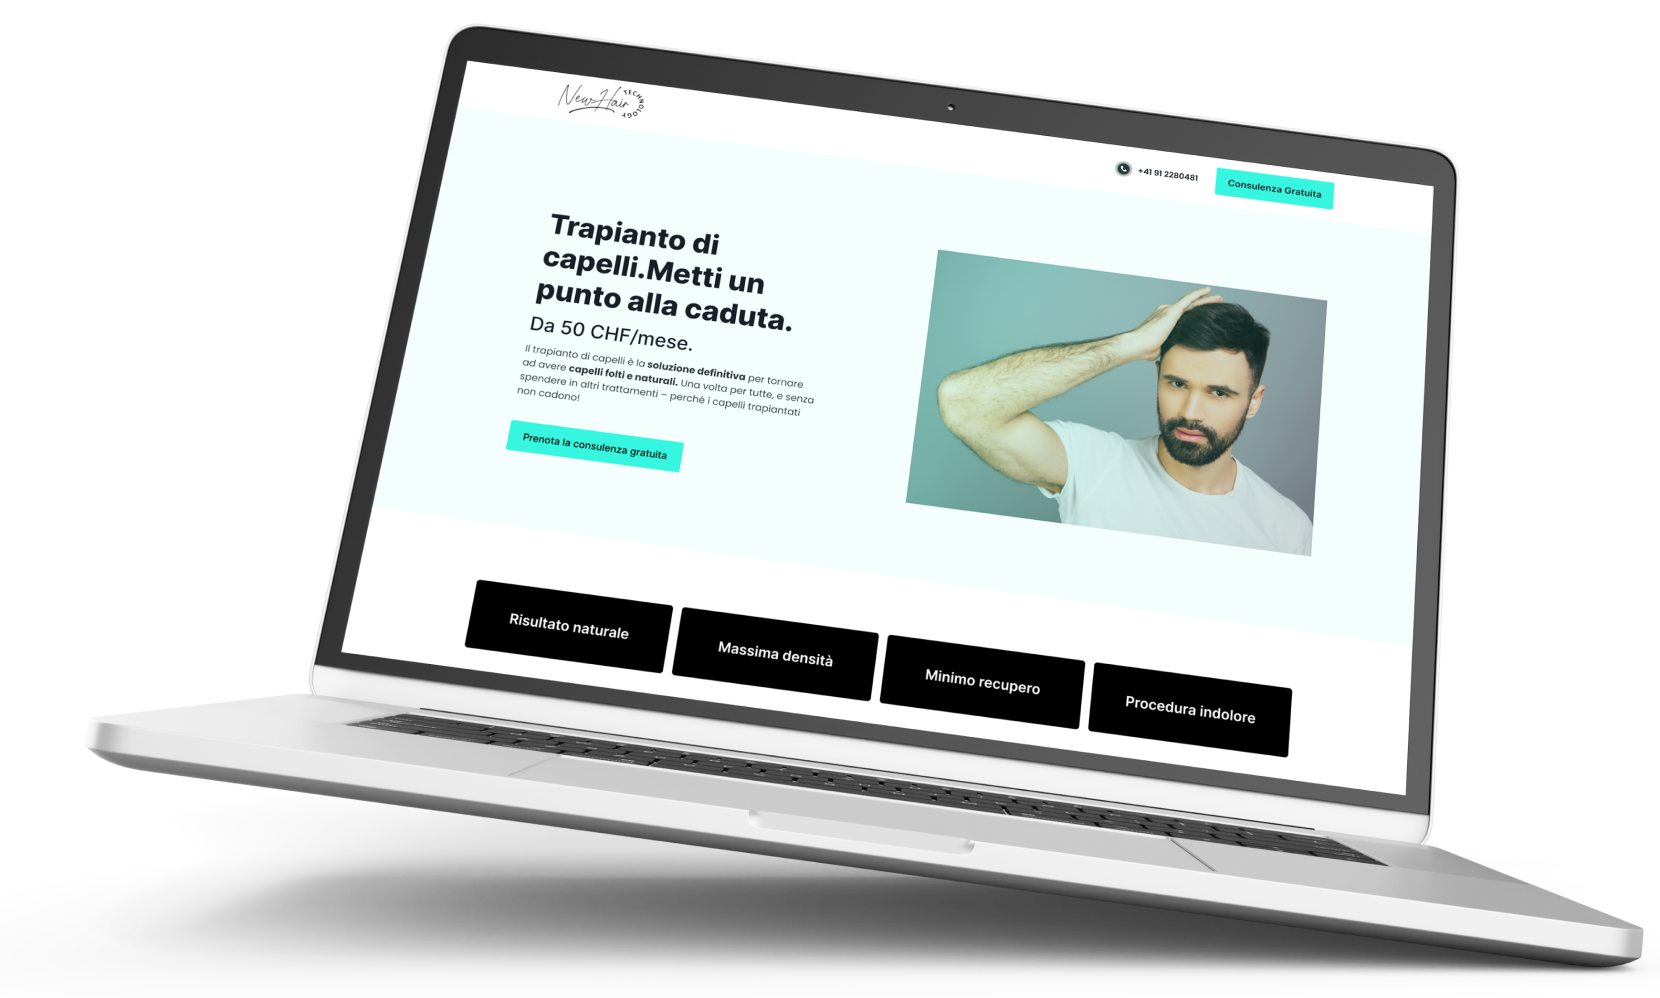 NewHair
TECHNOLOGY
+41 91 2280481
Consulenza Gratuita
Trapianto di
capelli.Metti un
punto alla caduta.
Da 50 CHF/mese.
Il trapianto di capelli è la soluzione definitiva per tornare
ad avere capelli folti e naturali. Una volta per tutte, e senza
spendere in altri trattamenti – perché i capelli trapiantati
non cadono!
Prenota la consulenza gratuita
Risultato naturale
Massima densità
Minimo recupero
Procedura indolore